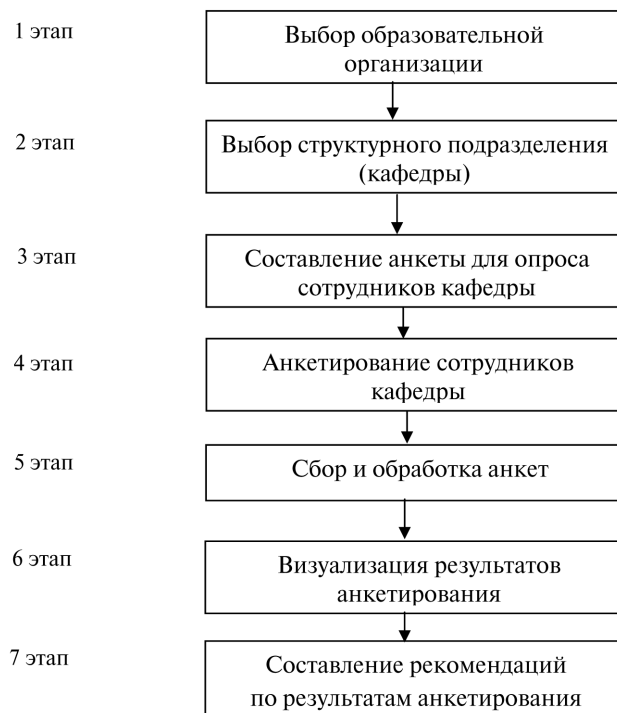 1 этап
Выбор образовательной
организации
2 этап
Выбор структурного подразделения
(кафедры)
3 этап
Составление анкеты для опроса
сотрудников кафедры
4 этап
Анкетирование сотрудников
кафедры
5 этап
Сбор и обработка анкет
6 этап
Визуализация результатов
анкетирования
7 этап
Составление рекомендаций
по результатам анкетирования